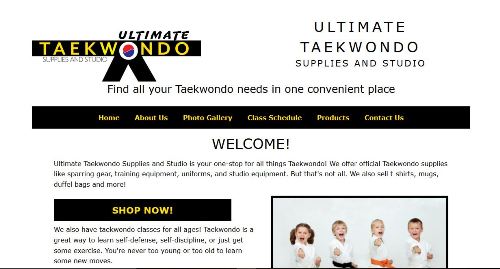 ULTIMATE
TAEKWONDO
SUPPLIES AND STUDIO
ULTIMATE
TAEKWONDO
SUPPLIES AND STUDIO
Find all your Taekwondo needs in one convenient place
Home About Us Photo Gallery Class Schedule Products Contact Us
WELCOME!
Ultimate Taekwondo Supplies and Studio is your one-stop for all things Taekwondo! We offer official Taekwondo supplies
like sparring gear, training equipment, uniforms, and studio equipment. But that's not all. We also sell t-shirts, mugs,
duffel bags and more!
SHOP NOW!
We also have taekwondo classes for all ages! Taekwondo is a
great way to learn self-defense, self-discipline, or just get
some exercise. You're never too young or too old to learn
some new moves.